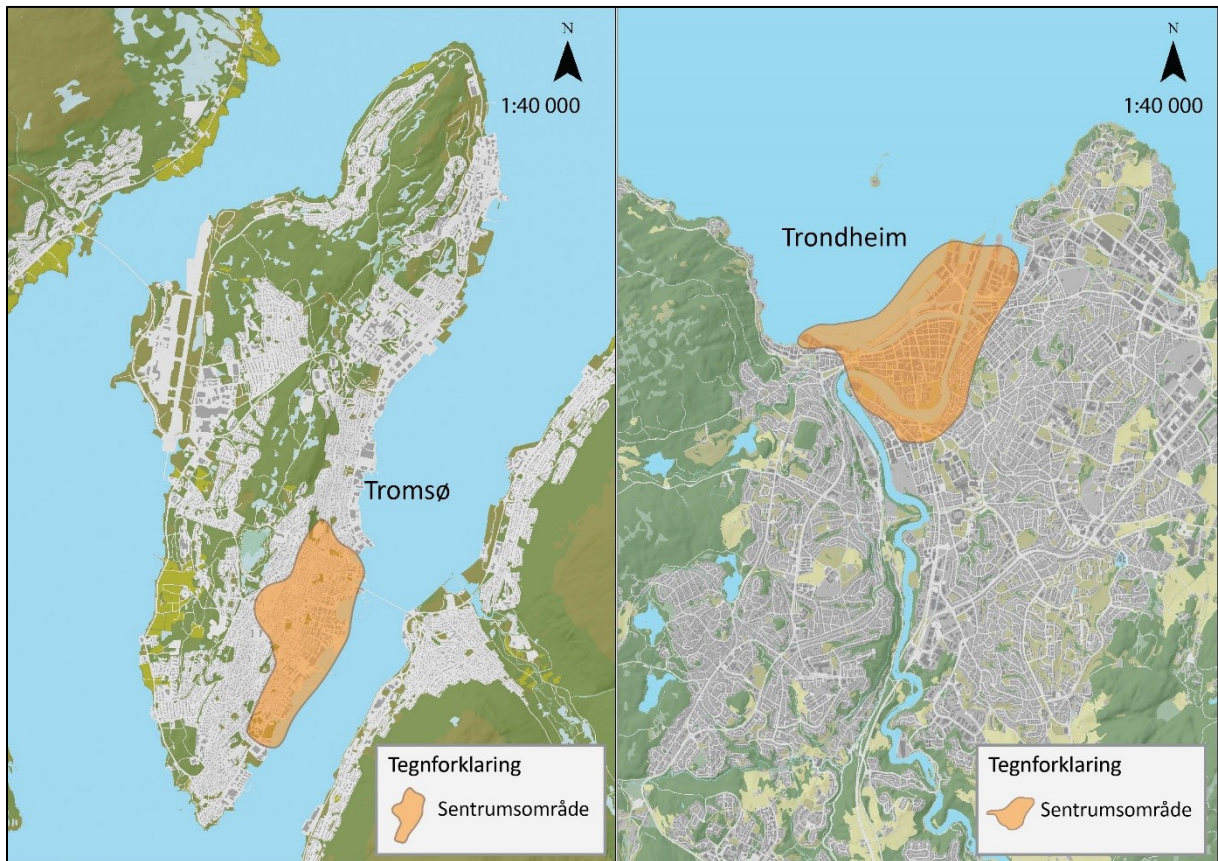 N
1:40 000
Tromsø
Tegnforklaring
Sentrumsområde
N
1:40 000
Trondheim
Tegnforklaring
Sentrumsområde